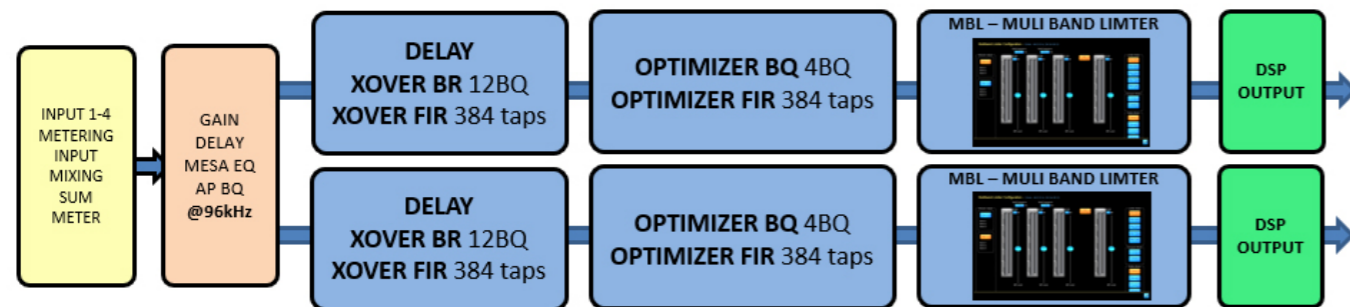 INPUT 1-4
METERING
INPUT
MIXING
SUM
METER
GAIN
DELAY
MESA EQ
AP BQ
@96kHz
DELAY
XOVER BR 12BQ
XOVER FIR 384 taps
OPTIMIZER BQ 4BQ
OPTIMIZER FIR 384 taps
MBL – MULI BAND LIMTER
DSP
OUTPUT
DELAY
XOVER BR 12BQ
XOVER FIR 384 taps
OPTIMIZER BQ 4BQ
OPTIMIZER FIR 384 taps
MBL – MULI BAND LIMTER
DSP
OUTPUT